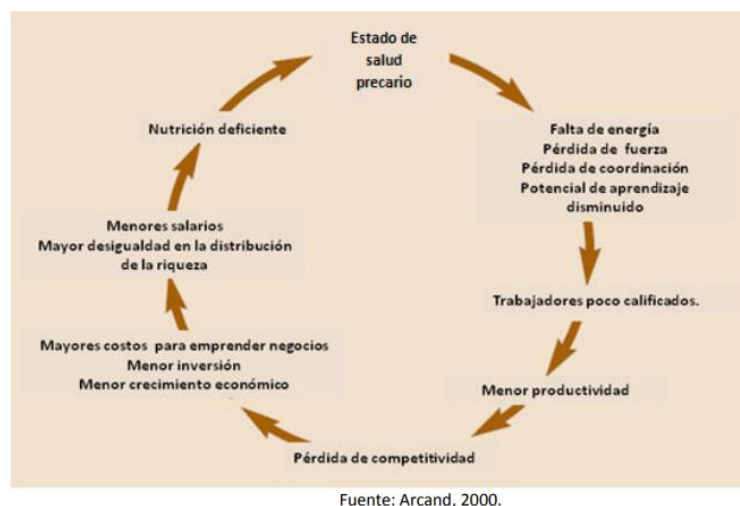 Estado de
salud
precario
Falta de energía
Pérdida de fuerza
Pérdida de coordinación
Potencial de aprendizaje
disminuido
Trabajadores poco calificados.
Menor productividad
Pérdida de competitividad
Mayores costos para emprender negocios
Menor inversión
Menor crecimiento económico
Menores salarios
Mayor desigualdad en la distribución
de la riqueza
Nutrición deficiente
Fuente: Arcand, 2000.